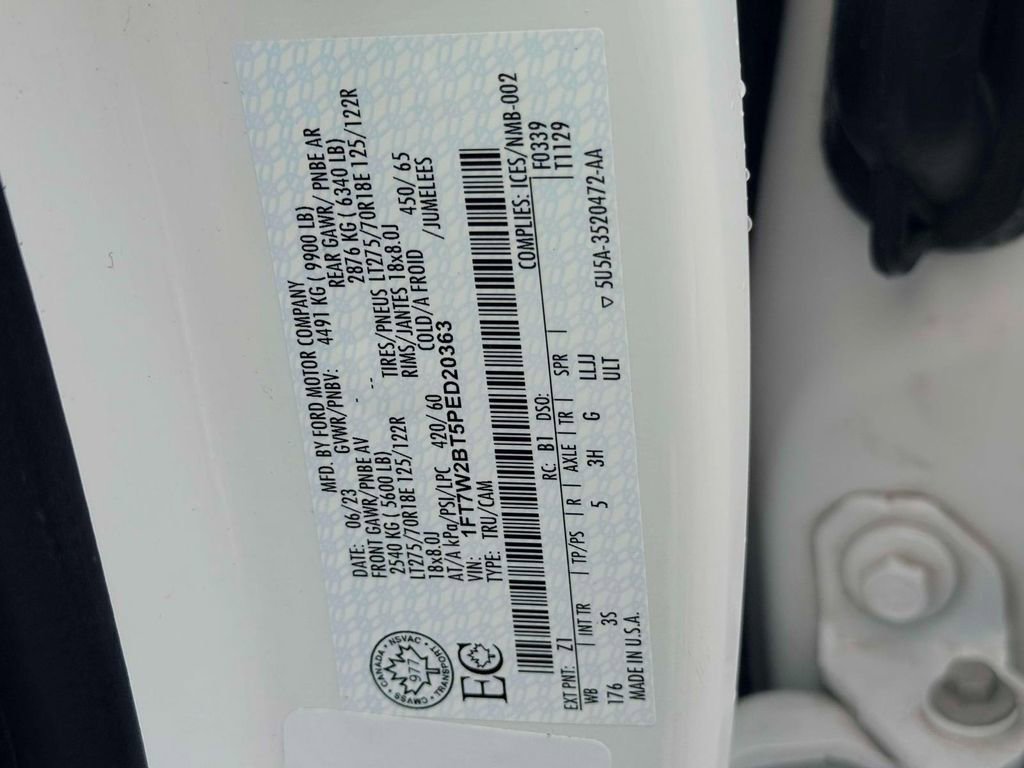 MFD. BY FORD MOTOR COMPANY
DATE: 06/23 GVWR/PNBV: 4491 KG ( 9900 LB)
FRONT GAWR/PNBE AV REAR GAWR/ PNBE AR
2540 KG ( 5600 LB) -- 2876 KG ( 6340 LB)
LT275/70R18E 125/122R TIRES/PNEUS LT275/70R18E 125/122R
18x8.0J RIMS/JANTES 18x8.0J
AT/A kPa/PSI/LPC 420/60 COLD/A FROID 450/ 65
VIN: 1FT7W2BT5PED20363 /JUMELEES
TYPE: TRU/CAM
CANADA • NSVAC • TRANSPORT • CMVSS
977
EC
COMPLIES: ICES/NMB-002
EXT PNT: Z1 RC: B1 DSO: F0339
WB INT TR TP/PS R AXLE TR SPR T1129
176 3S 5 3H G LLJJ
MADE IN U.S.A. ULT ▽ 5U5A-3520472-AA